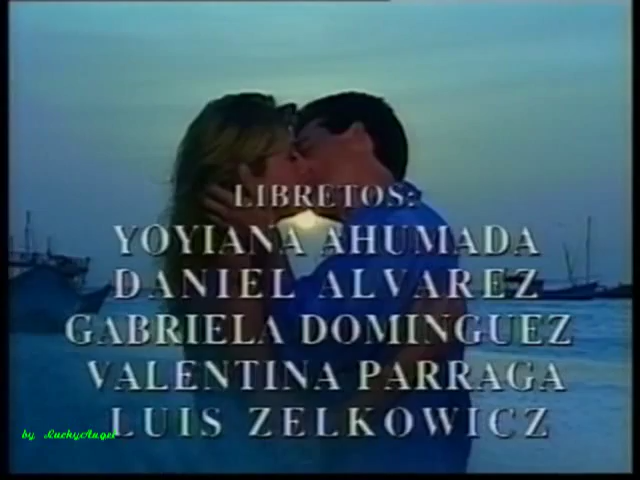 LIBRETOS:
YOYIANA AHUMADA
DANIEL ALVAREZ
GABRIELA DOMINGUEZ
VALENTINA PARRAGA
LUIS ZELKOWICZ
by LuckyAngel